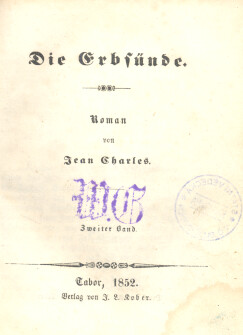 Die Erbsünde.
Roman
von
Jean Charles.
W.G
Zweiter Band.
Tabor, 1852.
Verlag von J. L. Kober.